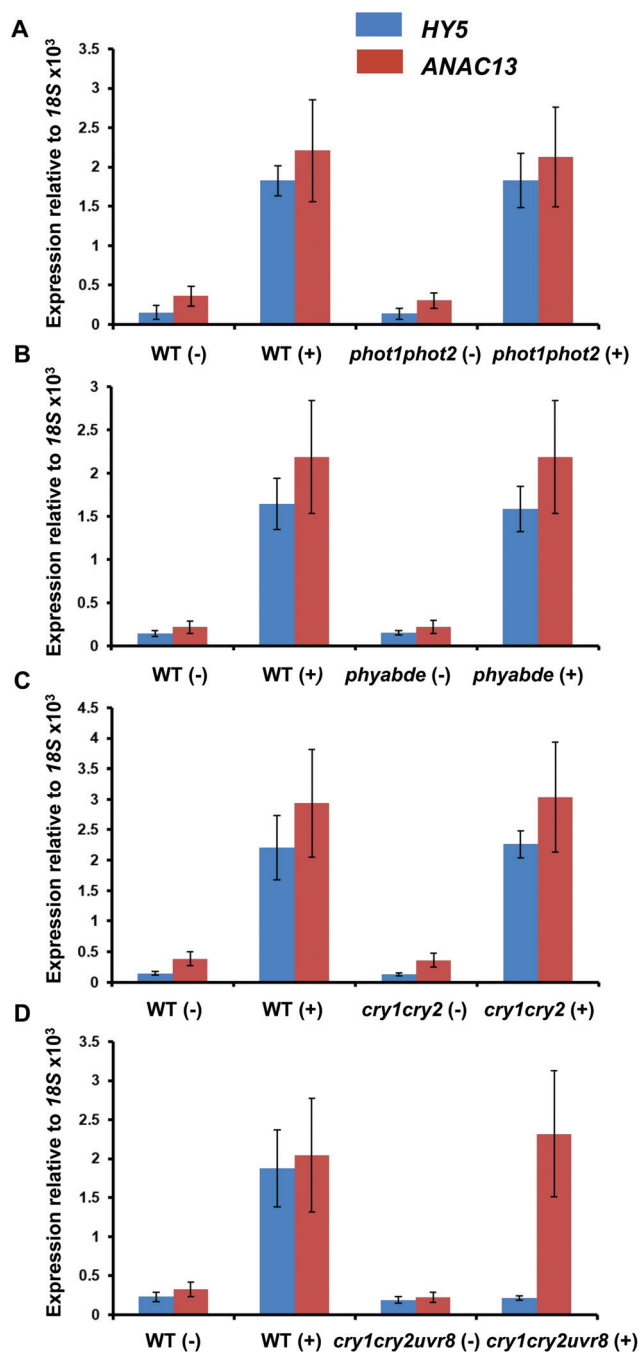 A
HY5
ANAC13
Expression relative to 18S x10³
3.5
3
2.5
2
1.5
1
0.5
0
WT (-) WT (+) phot1phot2 (-) phot1phot2 (+)
B
Expression relative to 18S x10³
3
2.5
2
1.5
1
0.5
0
WT (-) WT (+) phyabde (-) phyabde (+)
C
Expression relative to 18S x10³
4.5
4
3.5
3
2.5
2
1.5
1
0.5
0
WT (-) WT (+) cry1cry2 (-) cry1cry2 (+)
D
Expression relative to 18S x10³
3.5
3
2.5
2
1.5
1
0.5
0
WT (-) WT (+) cry1cry2uvr8 (-) cry1cry2uvr8 (+)